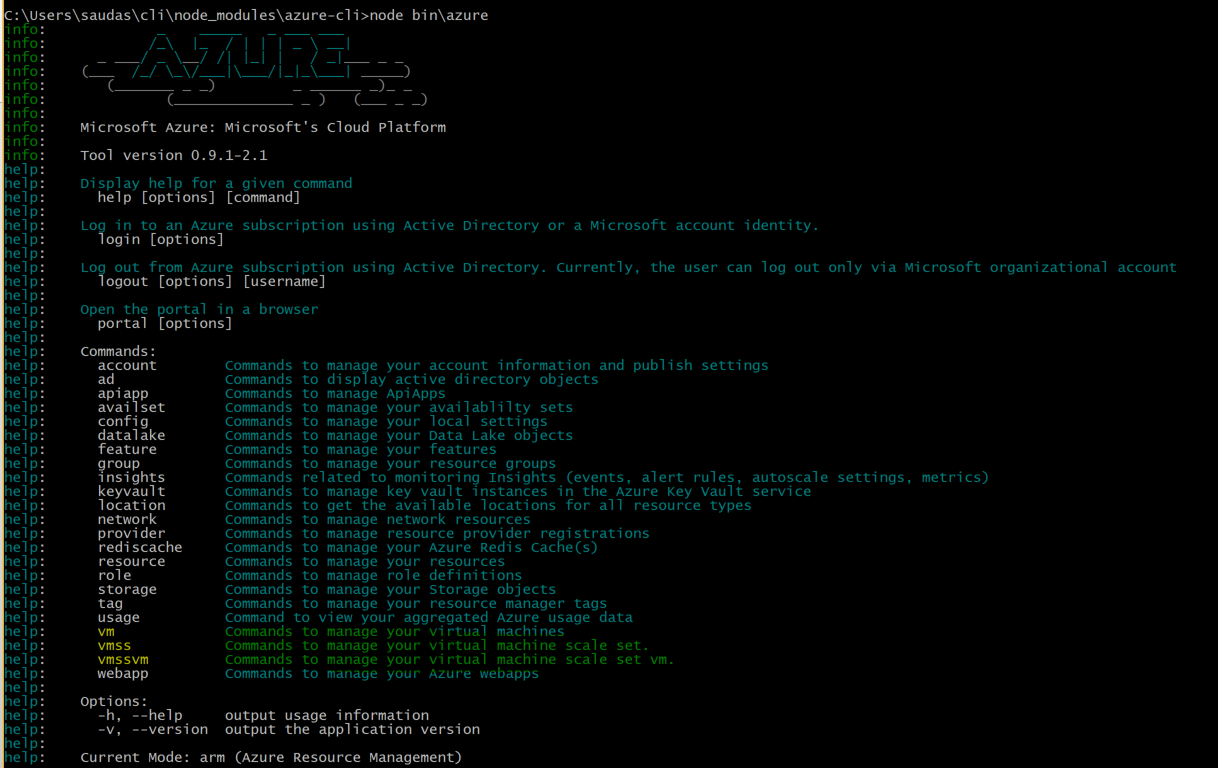 C:\Users\saudas\cli\node_modules\azure-cli>node bin\azure
info:             _    _____   _ ___ ___
info:            /_\  |_  / | | | _ \ __|
info:      _ ___/ _ \__/ /| |_| |   / _|___ _ _
info:    (___  /_/ \_\/___|\___/|_|_\___| _____)
info:       (_______ _ _)         _ ______ _)_ _
info:              (______________ _ )   (___ _ _)
info:
info:    Microsoft Azure: Microsoft's Cloud Platform
info:
info:    Tool version 0.9.1-2.1
help:
help:    Display help for a given command
help:      help [options] [command]
help:
help:    Log in to an Azure subscription using Active Directory or a Microsoft account identity.
help:      login [options]
help:
help:    Log out from Azure subscription using Active Directory. Currently, the user can log out only via Microsoft organizational account
help:      logout [options] [username]
help:
help:    Open the portal in a browser
help:      portal [options]
help:
help:    Commands:
help:      account        Commands to manage your account information and publish settings
help:      ad             Commands to display active directory objects
help:      apiapp         Commands to manage ApiApps
help:      availset       Commands to manage your availablilty sets
help:      config         Commands to manage your local settings
help:      datalake       Commands to manage your Data Lake objects
help:      feature        Commands to manage your features
help:      group          Commands to manage your resource groups
help:      insights       Commands related to monitoring Insights (events, alert rules, autoscale settings, metrics)
help:      keyvault       Commands to manage key vault instances in the Azure Key Vault service
help:      location       Commands to get the available locations for all resource types
help:      network        Commands to manage network resources
help:      provider       Commands to manage resource provider registrations
help:      rediscache     Commands to manage your Azure Redis Cache(s)
help:      resource       Commands to manage your resources
help:      role           Commands to manage role definitions
help:      storage        Commands to manage your Storage objects
help:      tag            Commands to manage your resource manager tags
help:      usage          Command to view your aggregated Azure usage data
help:      vm             Commands to manage your virtual machines
help:      vmss           Commands to manage your virtual machine scale set.
help:      vmssvm         Commands to manage your virtual machine scale set vm.
help:      webapp         Commands to manage your Azure webapps
help:
help:    Options:
help:      -h, --help     output usage information
help:      -v, --version  output the application version
help:
help:    Current Mode: arm (Azure Resource Management)